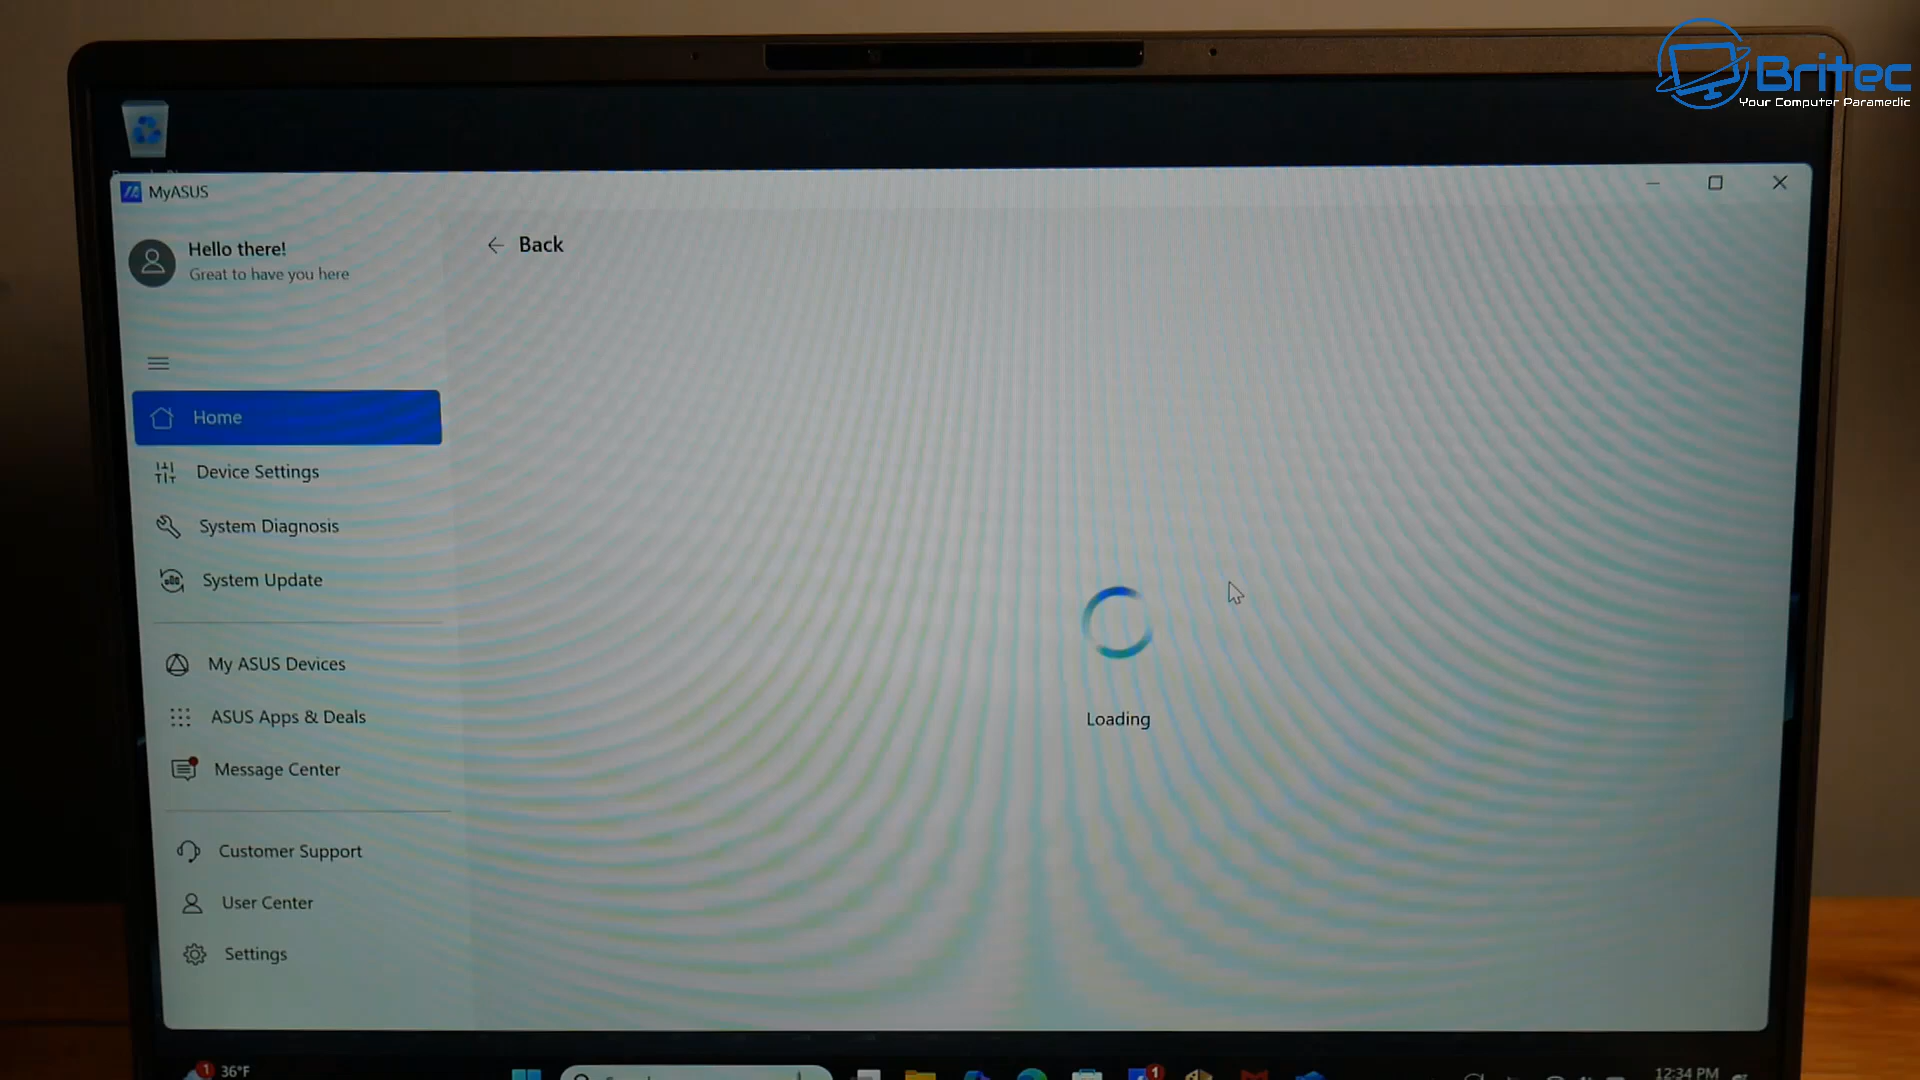 Britec
Your Computer Paramedic
MyASUS
Hello there!
Great to have you here
Back
Home
Device Settings
System Diagnosis
System Update
My ASUS Devices
ASUS Apps & Deals
Message Center
Customer Support
User Center
Settings
Loading
1
36°F
1
12:34 PM